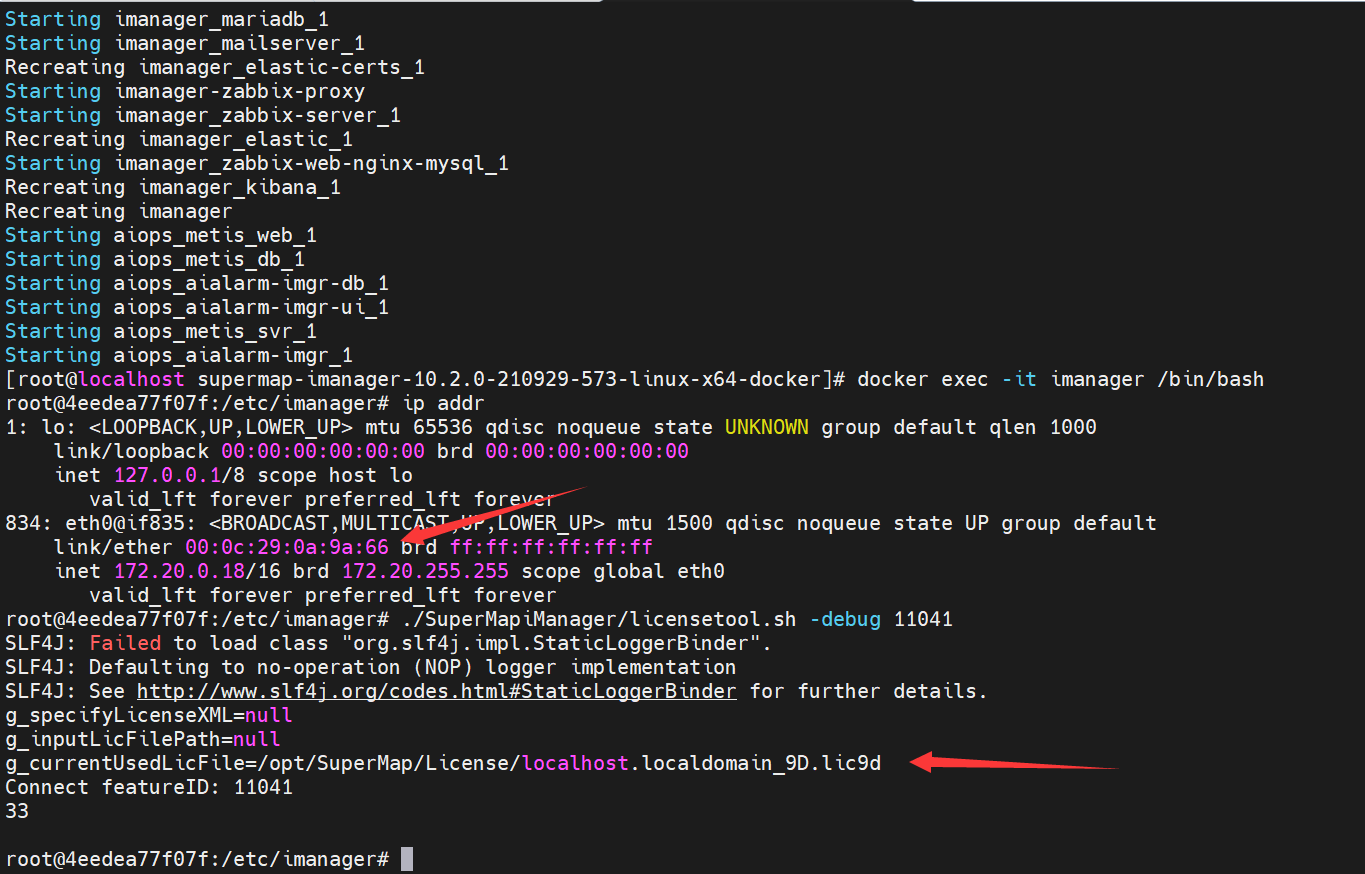 Starting imanager_mariadb_1
Starting imanager_mailserver_1
Recreating imanager_elastic-certs_1
Starting imanager-zabbix-proxy
Starting imanager_zabbix-server_1
Recreating imanager_elastic_1
Starting imanager_zabbix-web-nginx-mysql_1
Recreating imanager_kibana_1
Recreating imanager
Starting aiops_metis_web_1
Starting aiops_metis_db_1
Starting aiops_aialarm-imgr-db_1
Starting aiops_aialarm-imgr-ui_1
Starting aiops_metis_svr_1
Starting aiops_aialarm-imgr_1
[root@localhost supermap-imanager-10.2.0-210929-573-linux-x64-docker]# docker exec -it imanager /bin/bash
root@4eedea77f07f:/etc/imanager# ip addr
1: lo: <LOOPBACK,UP,LOWER_UP> mtu 65536 qdisc noqueue state UNKNOWN group default qlen 1000
    link/loopback 00:00:00:00:00:00 brd 00:00:00:00:00:00
    inet 127.0.0.1/8 scope host lo
       valid_lft forever preferred_lft forever
834: eth0@if835: <BROADCAST,MULTICAST,UP,LOWER_UP> mtu 1500 qdisc noqueue state UP group default
    link/ether 00:0c:29:0a:9a:66 brd ff:ff:ff:ff:ff:ff
    inet 172.20.0.18/16 brd 172.20.255.255 scope global eth0
       valid_lft forever preferred_lft forever
root@4eedea77f07f:/etc/imanager# ./SuperMapiManager/licensetool.sh -debug 11041
SLF4J: Failed to load class "org.slf4j.impl.StaticLoggerBinder".
SLF4J: Defaulting to no-operation (NOP) logger implementation
SLF4J: See http://www.slf4j.org/codes.html#StaticLoggerBinder for further details.
g_specifyLicenseXML=null
g_inputLicFilePath=null
g_currentUsedLicFile=/opt/SuperMap/License/localhost.localdomain_9D.lic9d
Connect featureID: 11041
33
root@4eedea77f07f:/etc/imanager#